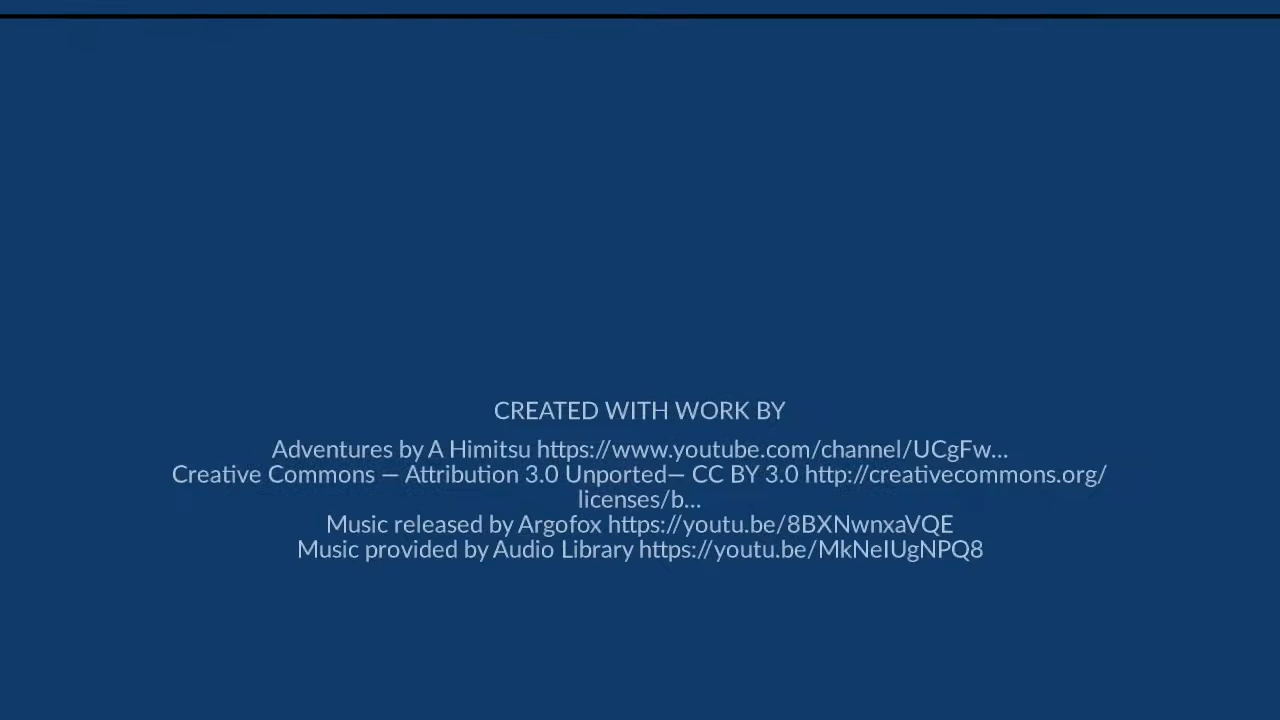 CREATED WITH WORK BY
Adventures by A Himitsu https://www.youtube.com/channel/UCgFw...
Creative Commons — Attribution 3.0 Unported— CC BY 3.0 http://creativecommons.org/
licenses/b...
Music released by Argofox https://youtu.be/8BXNwnxaVQE
Music provided by Audio Library https://youtu.be/MkNeIUgNPQ8